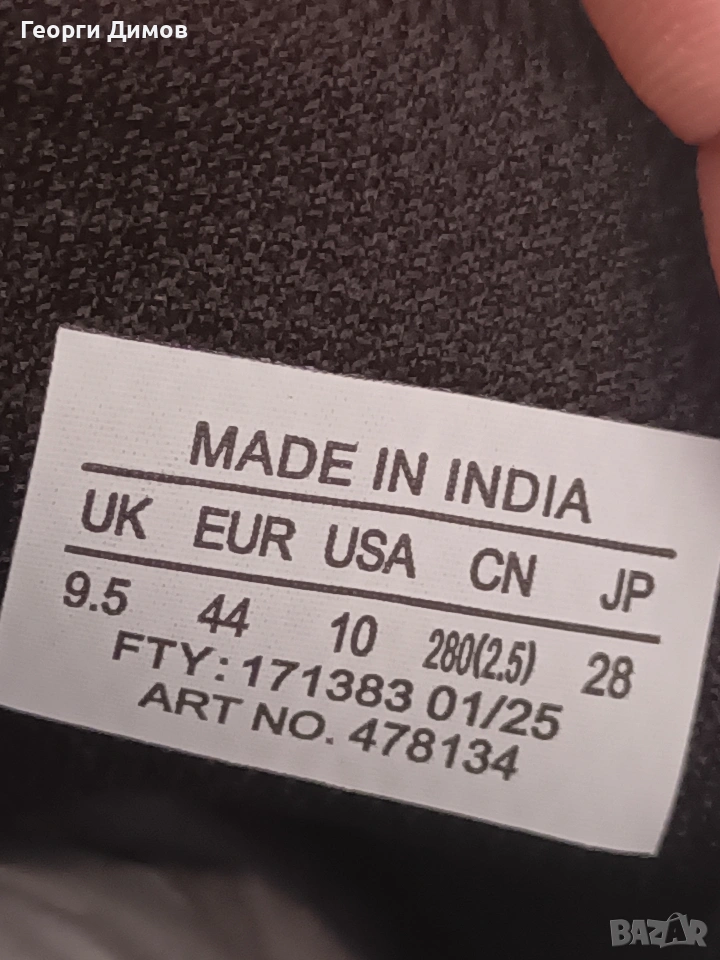 Георги Димов
MADE IN INDIA
UK EUR USA CN JP
9.5 44 10 280(2.5) 28
FTY: 171383 01/25
ART NO. 478134
BAZAR